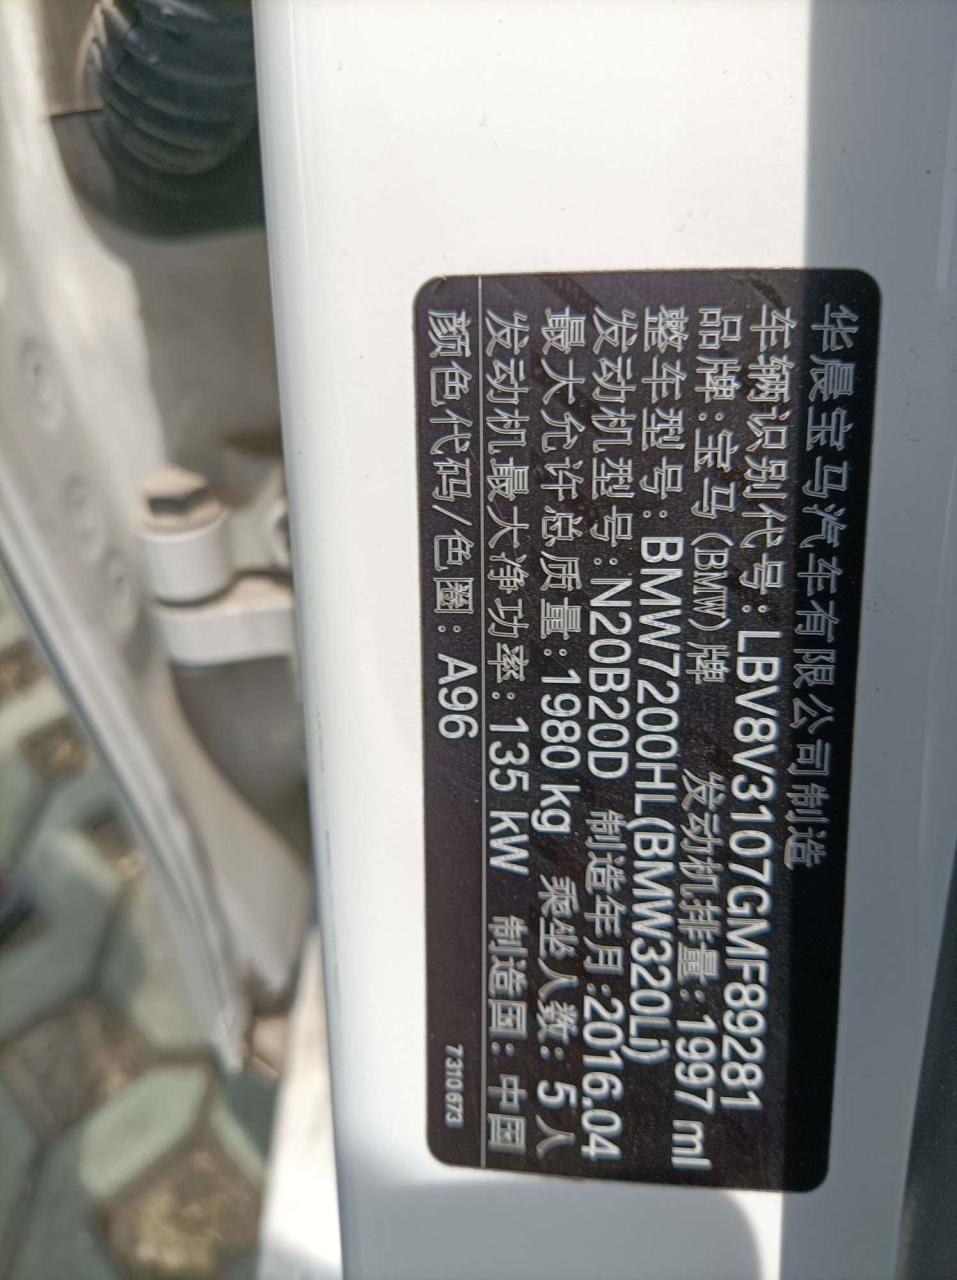 华晨宝马汽车有限公司制造
车辆识别代号:LBV8V3107GMF89281
品牌:宝马(BMW)牌 发动机排量:1997 ml
整车型号:BMW7200HL(BMW320Li)
发动机型号:N20B20D 制造年月:2016.04
最大允许总质量:1980 kg 乘坐人数:5人
发动机最大净功率:135 kW 制造国:中国
颜色代码/色圈:A96 7310673